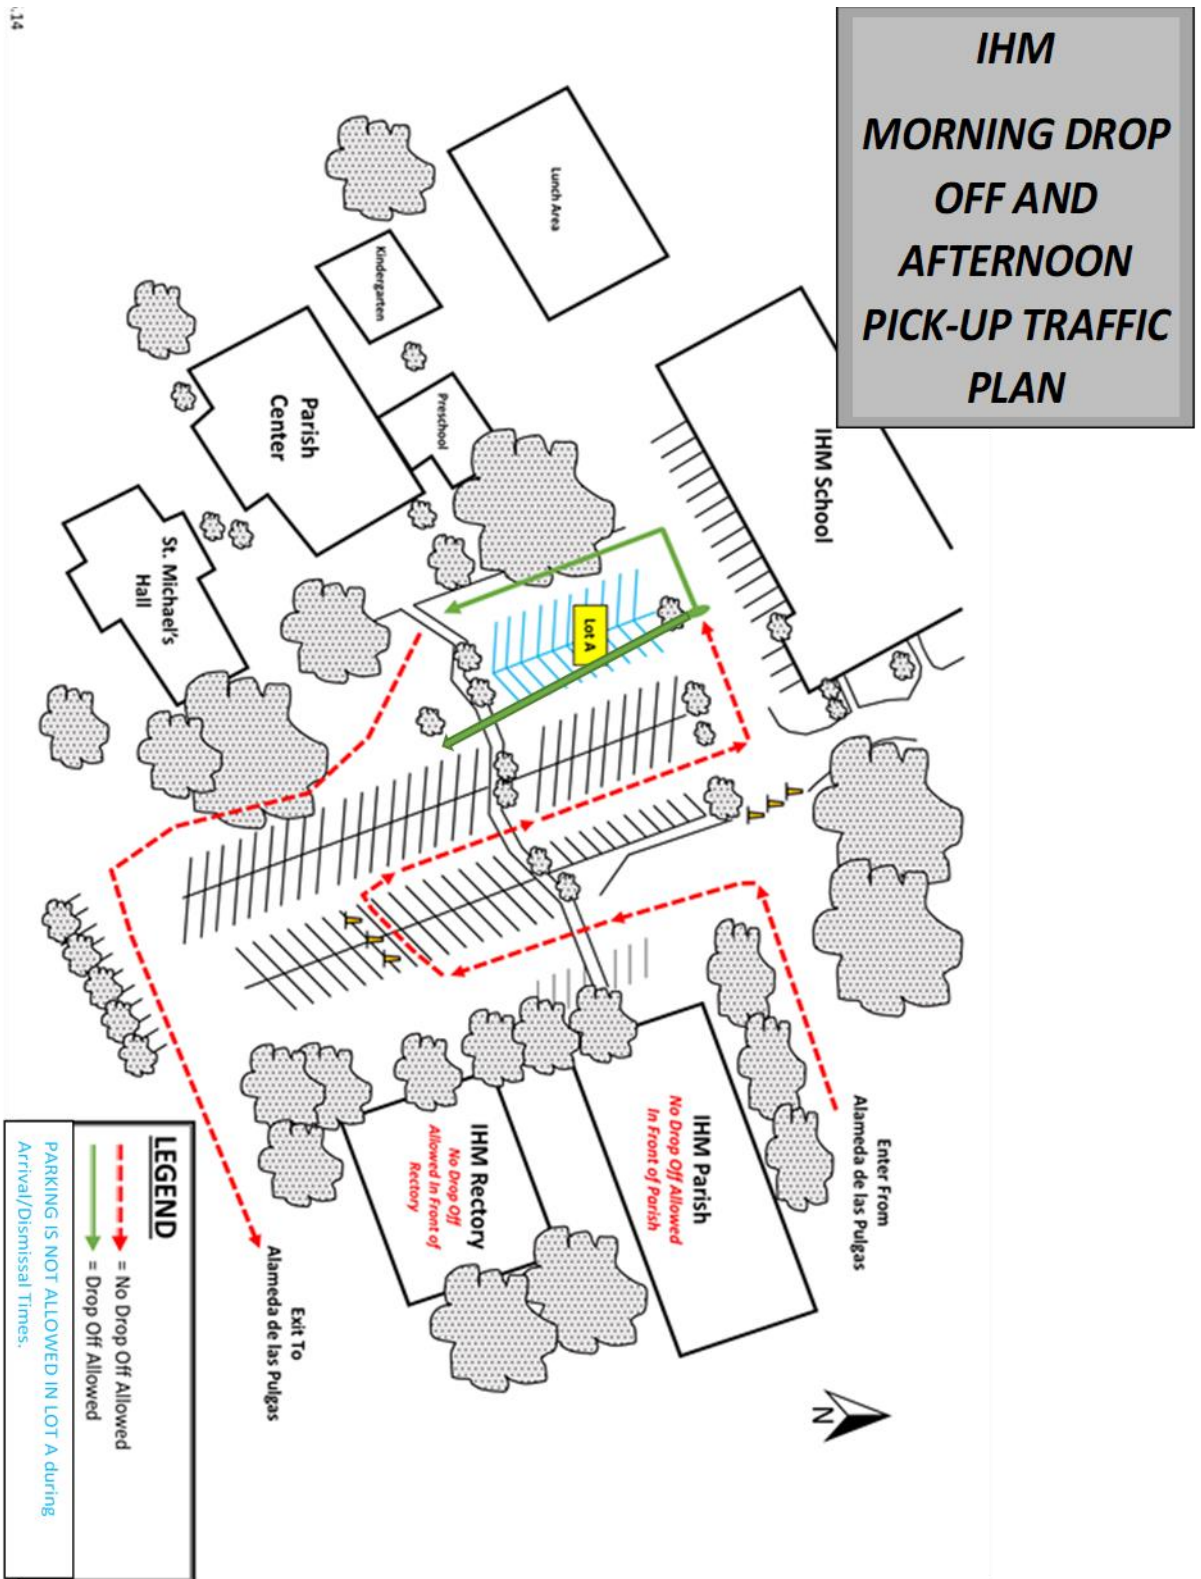 IHM
MORNING DROP
OFF AND
AFTERNOON
PICK-UP TRAFFIC
PLAN
Lunch Area
Kindergarten
Preschool
Parish
Center
St. Michael's
Hall
IHM School
Lot A
IHM Parish
No Drop Off Allowed
In Front of Parish
IHM Rectory
No Drop Off
Allowed In Front of
Rectory
Enter From
Alameda de las Pulgas
Exit To
Alameda de las Pulgas
N
LEGEND
= No Drop Off Allowed
= Drop Off Allowed
PARKING IS NOT ALLOWED IN LOT A during
Arrival/Dismissal Times.